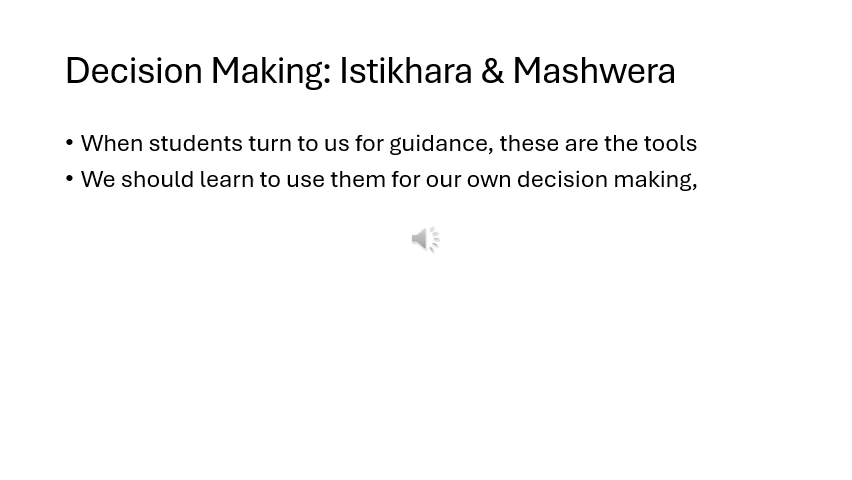 Decision Making: Istikhara & Mashwera
• When students turn to us for guidance, these are the tools
• We should learn to use them for our own decision making,